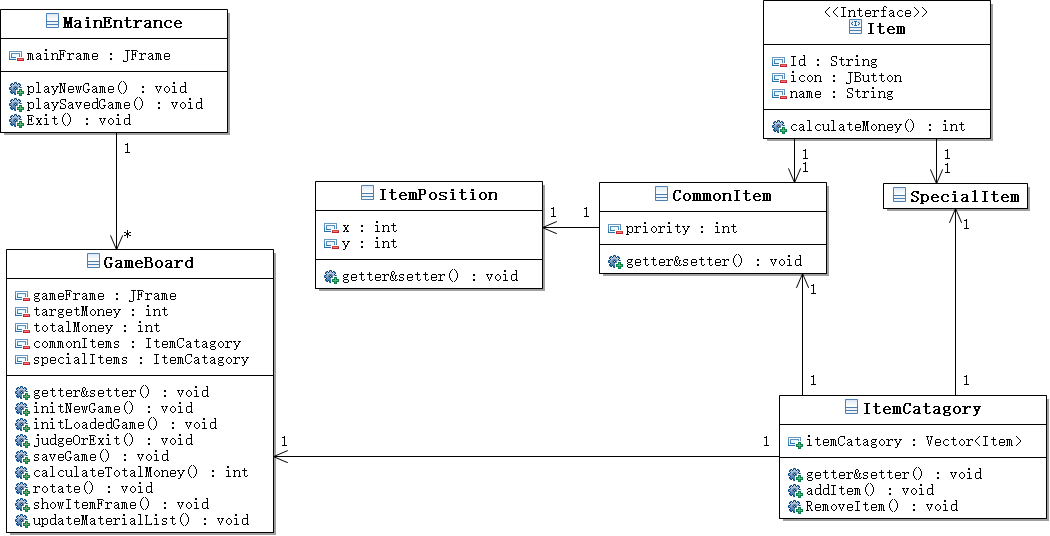 MainEntrance
mainFrame : JFrame
playNewGame() : void
playSavedGame() : void
Exit() : void
1
*
<<Interface>>
Item
Id : String
icon : JButton
name : String
calculateMoney() : int
1
1
1
1
ItemPosition
x : int
y : int
getter&setter() : void
1
1
CommonItem
priority : int
getter&setter() : void
SpecialItem
1
1
1
1
GameBoard
gameFrame : JFrame
targetMoney : int
totalMoney : int
commonItems : ItemCatagory
specialItems : ItemCatagory
getter&setter() : void
initNewGame() : void
initLoadedGame() : void
judgeOrExit() : void
saveGame() : void
calculateTotalMoney() : int
rotate() : void
showItemFrame() : void
updateMaterialList() : void
1
1
ItemCatagory
itemCatagory : Vector<Item>
getter&setter() : void
addItem() : void
RemoveItem() : void